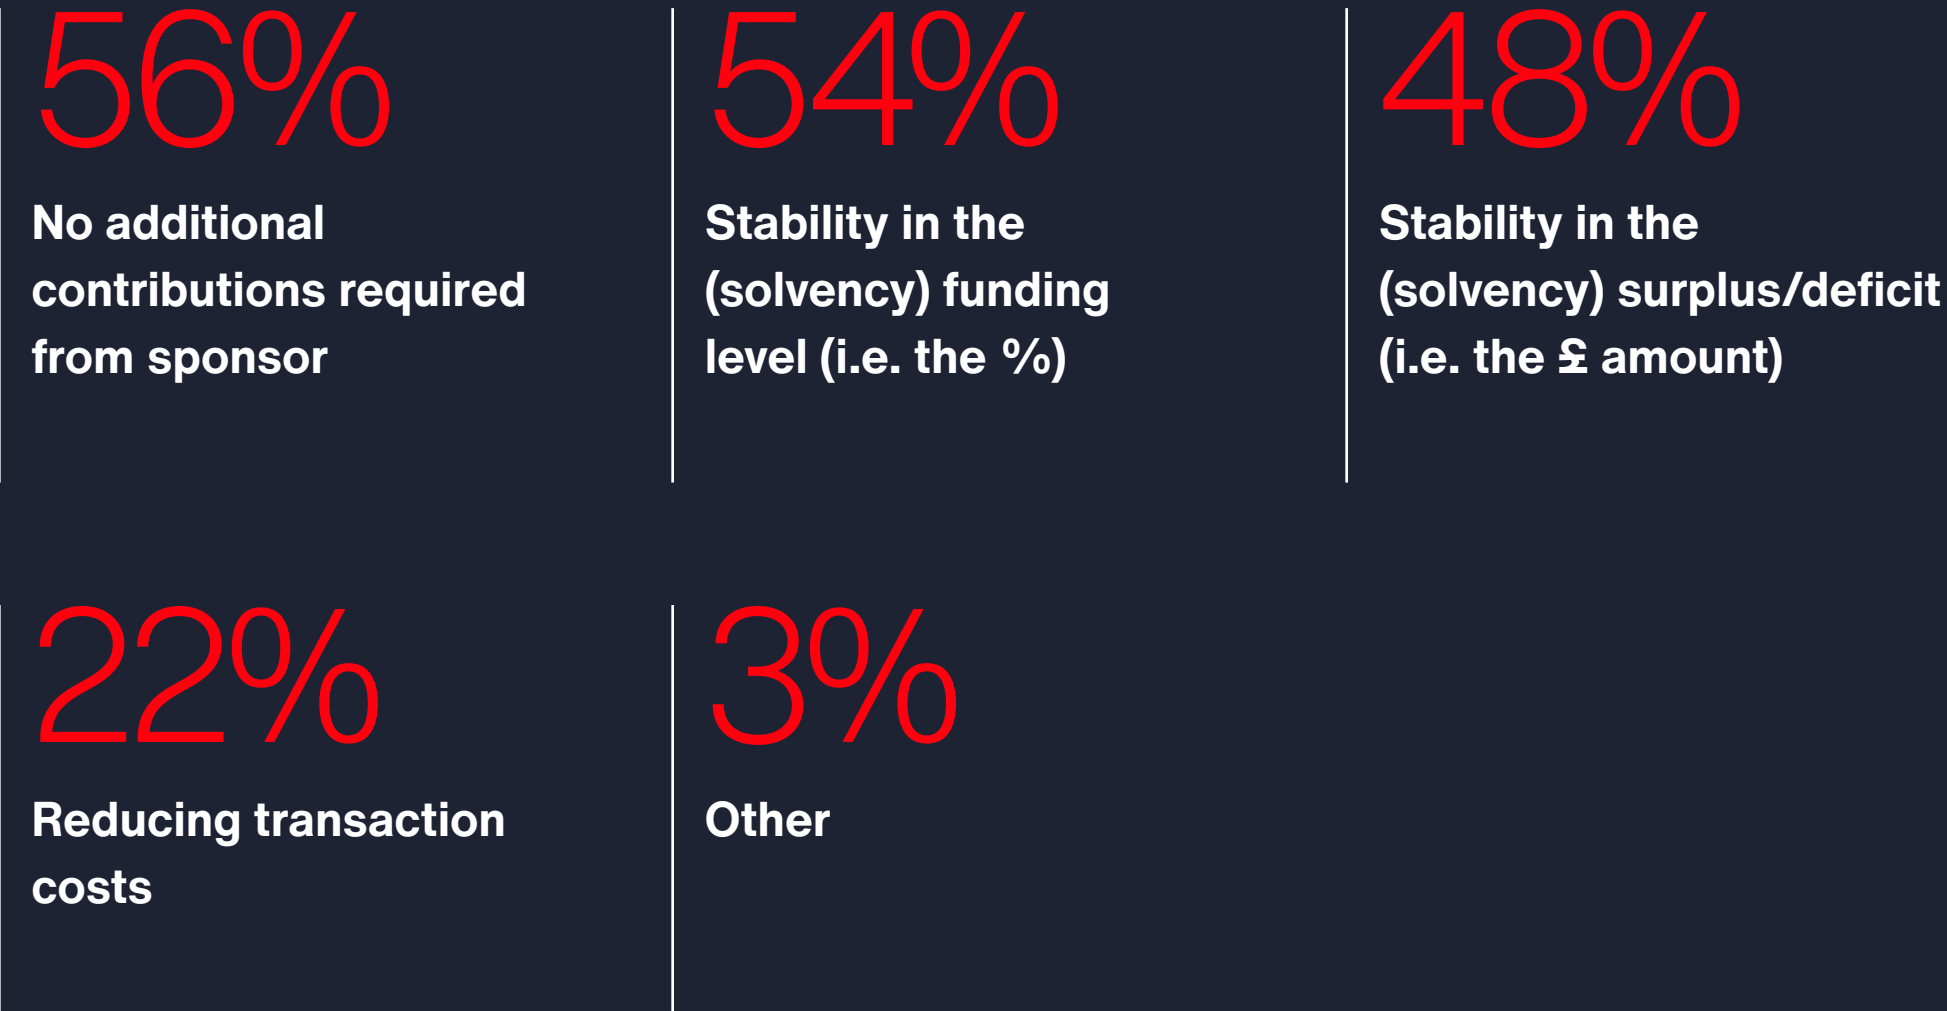 56%
No additional
contributions required
from sponsor
54%
Stability in the
(solvency) funding
level (i.e. the %)
48%
Stability in the
(solvency) surplus/deficit
(i.e. the £ amount)
22%
Reducing transaction
costs
3%
Other